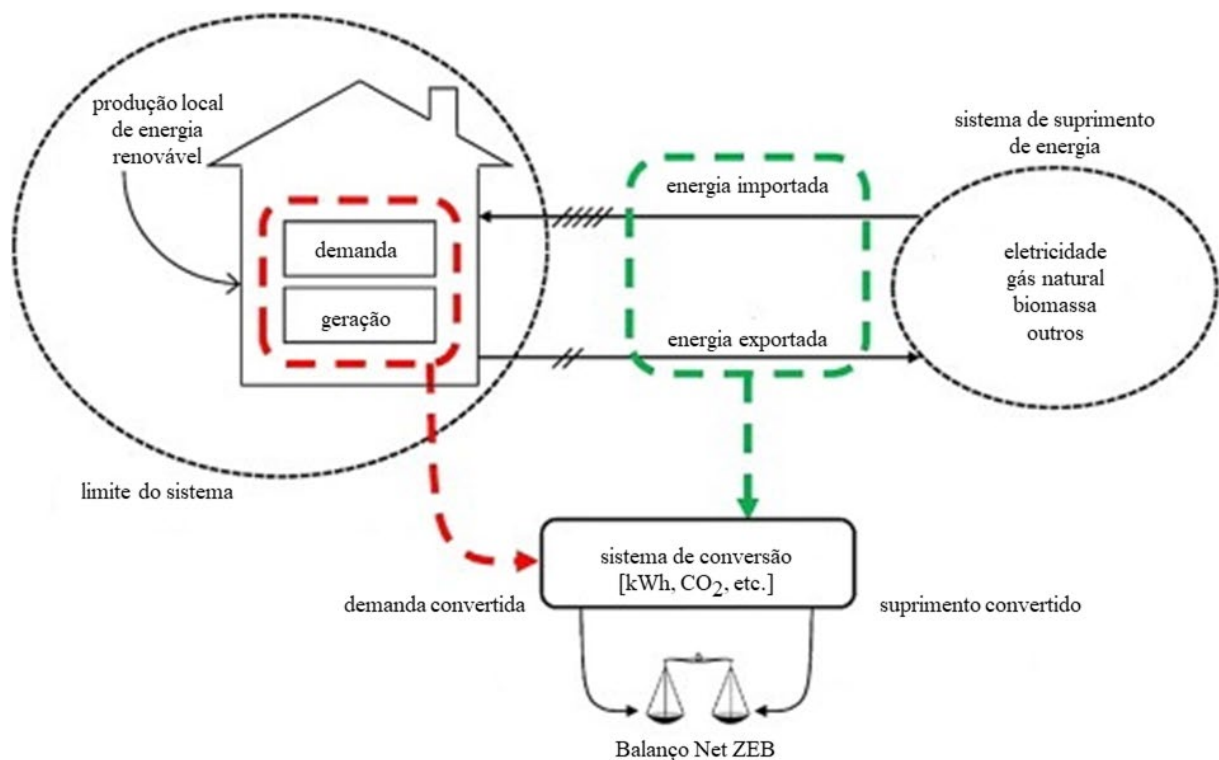 produção local
de energia
renovável
demanda
geração
limite do sistema
energia importada
energia exportada
sistema de suprimento
de energia
eletricidade
gás natural
biomassa
outros
sistema de conversão
[kWh, CO₂, etc.]
demanda convertida
suprimento convertido
Balanço Net ZEB